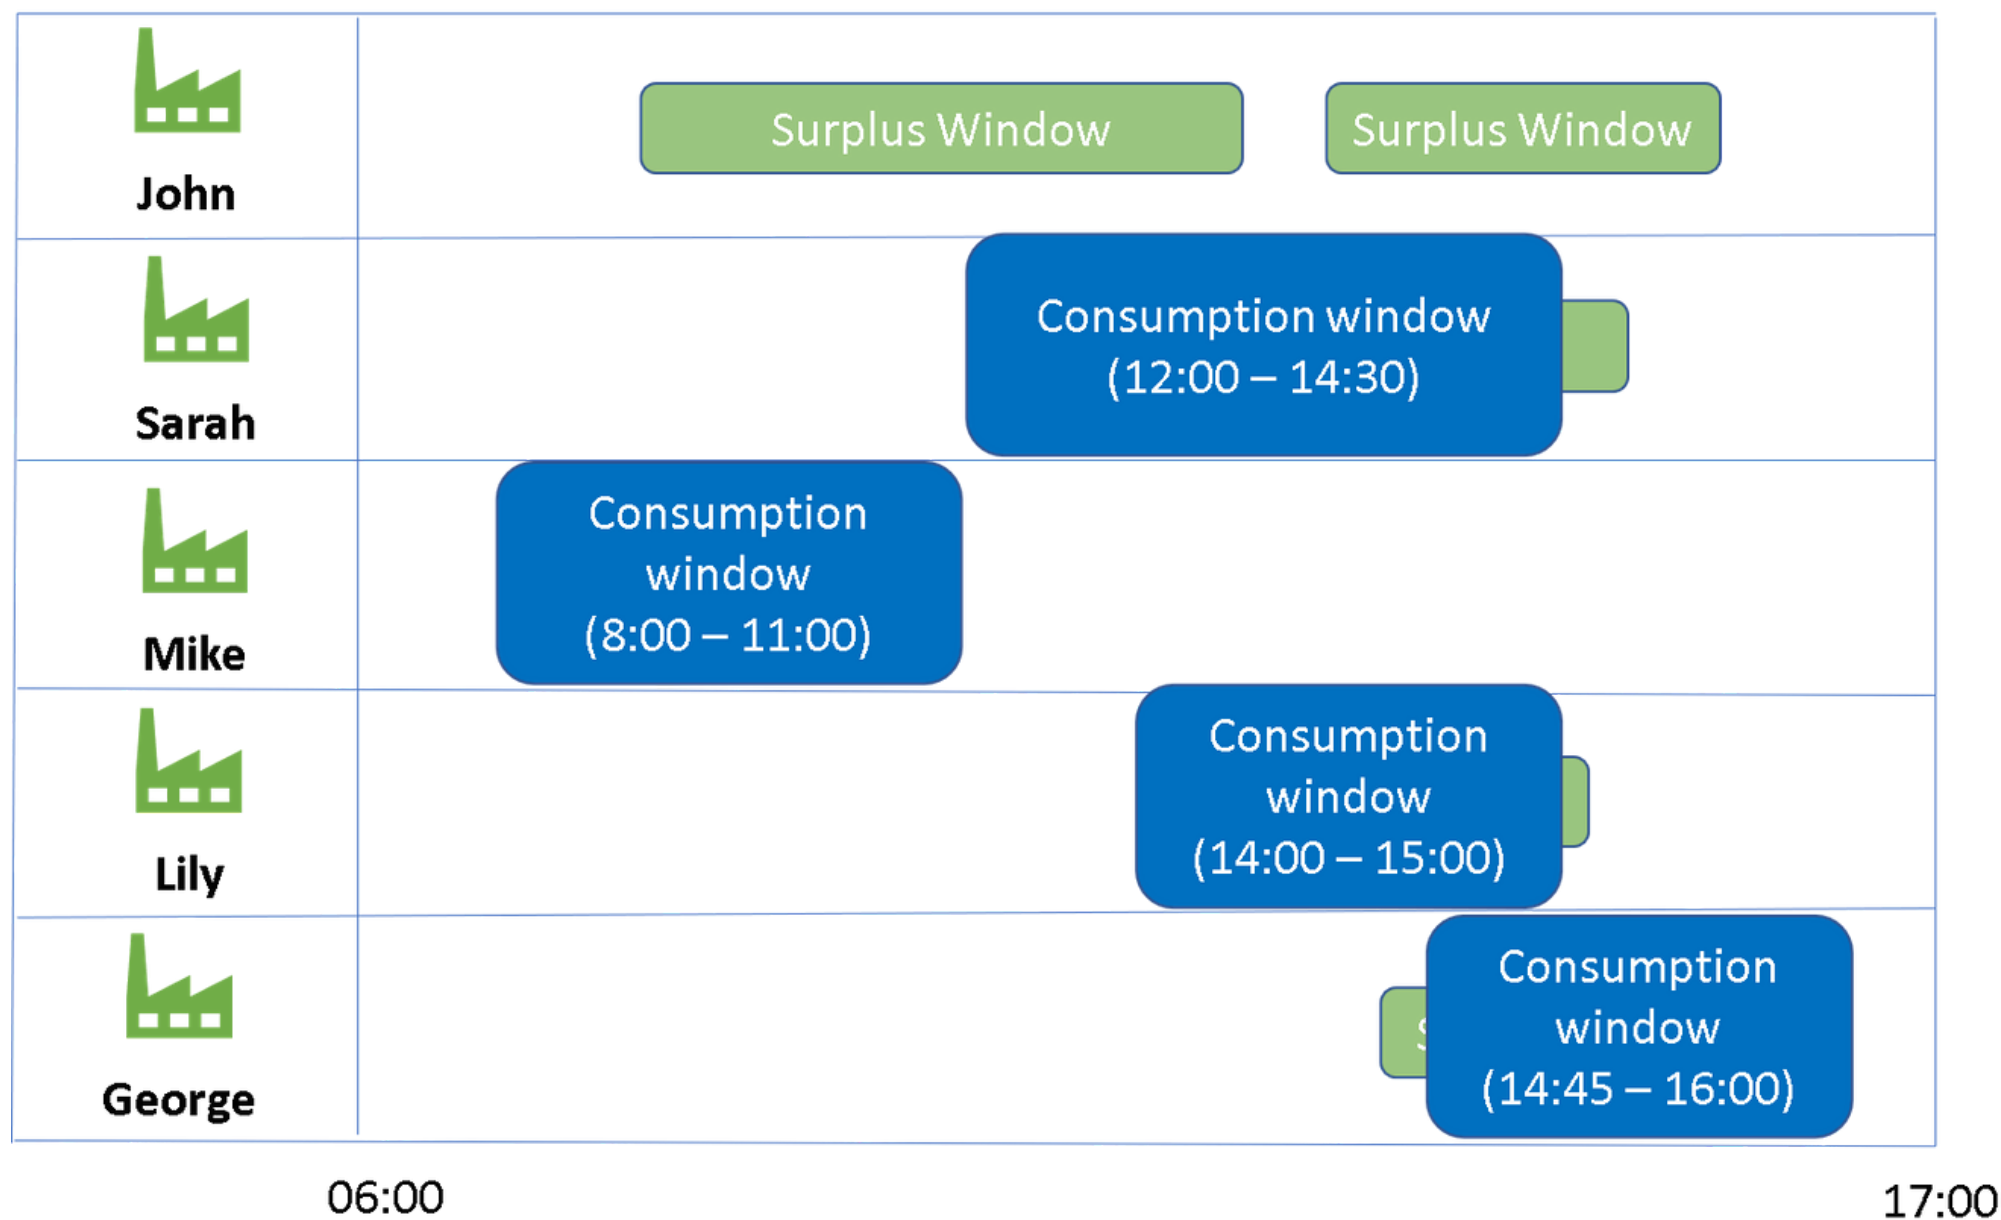 John
Surplus Window
Surplus Window
Sarah
Consumption window
(12:00 – 14:30)
Mike
Consumption
window
(8:00 – 11:00)
Lily
Consumption
window
(14:00 – 15:00)
George
Consumption
window
(14:45 – 16:00)
06:00
17:00